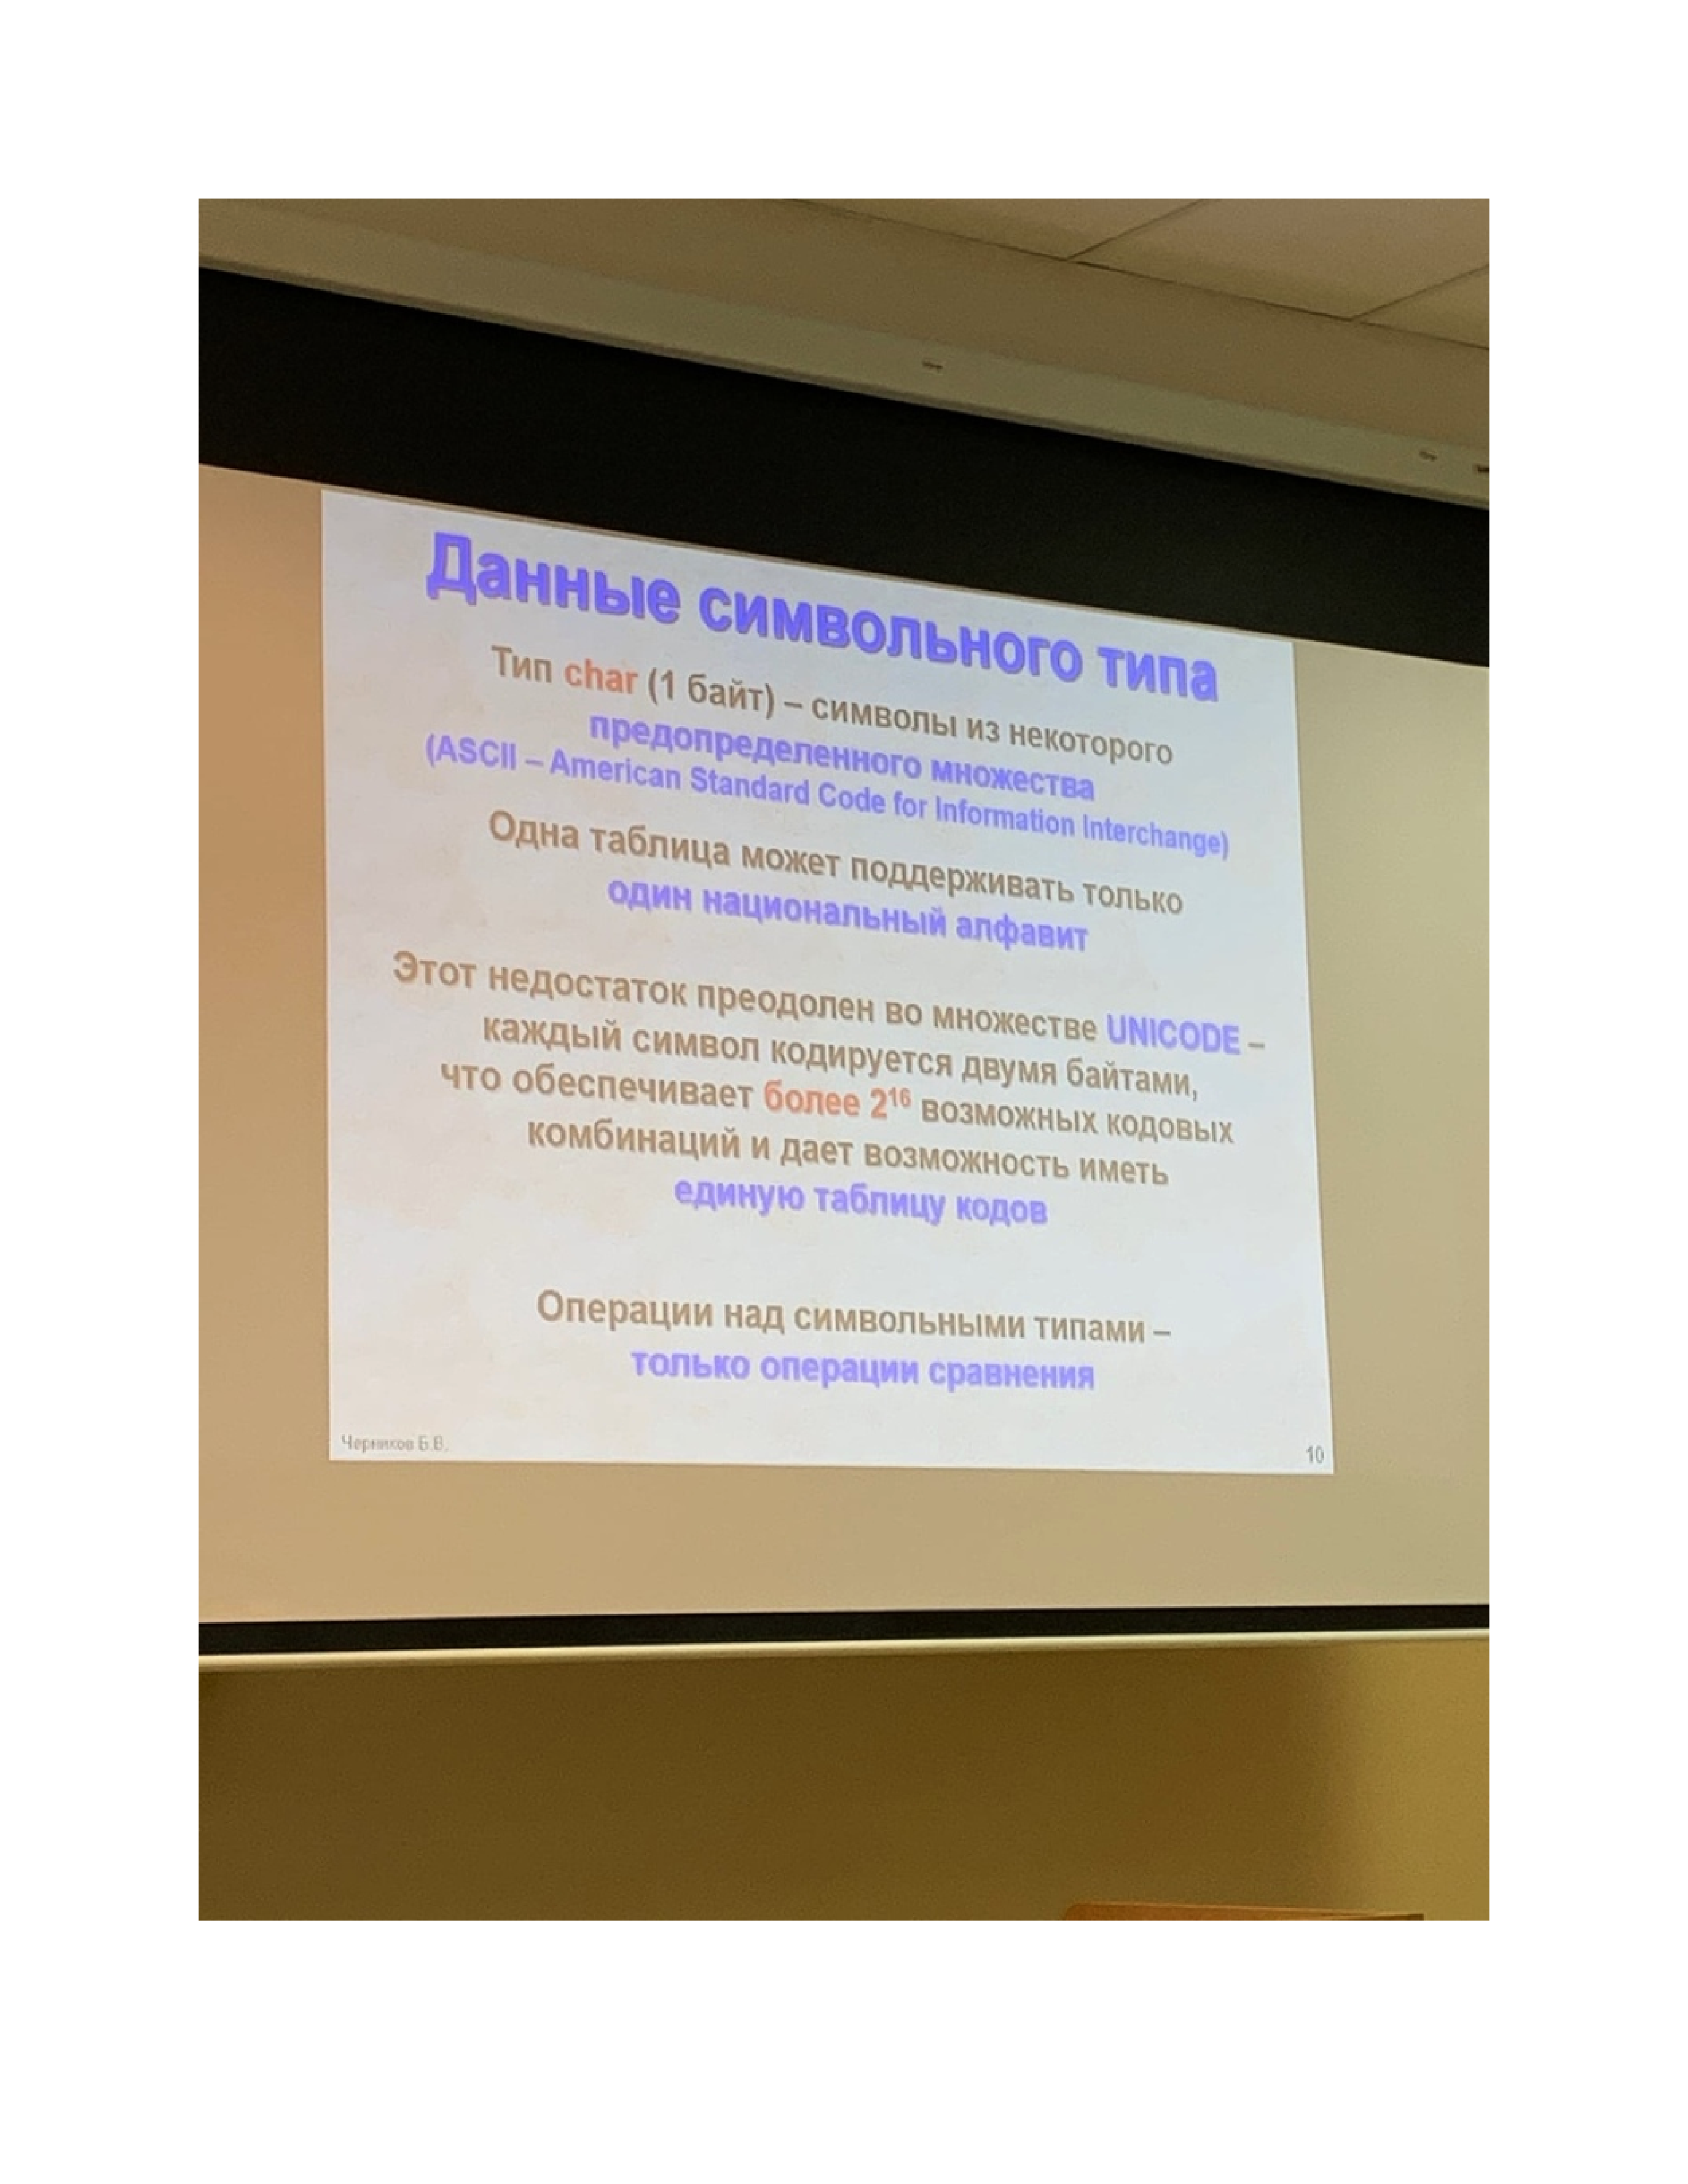 Данные символьного типа
Тип char (1 байт) – символы из некоторого
предопределенного множества
(ASCII – American Standard Code for Information Interchange)
Одна таблица может поддерживать только
один национальный алфавит
Этот недостаток преодолен во множестве UNICODE –
каждый символ кодируется двумя байтами,
что обеспечивает более 2¹⁶ возможных кодовых
комбинаций и дает возможность иметь
единую таблицу кодов
Операции над символьными типами –
только операции сравнения
Черников Б.В.
10